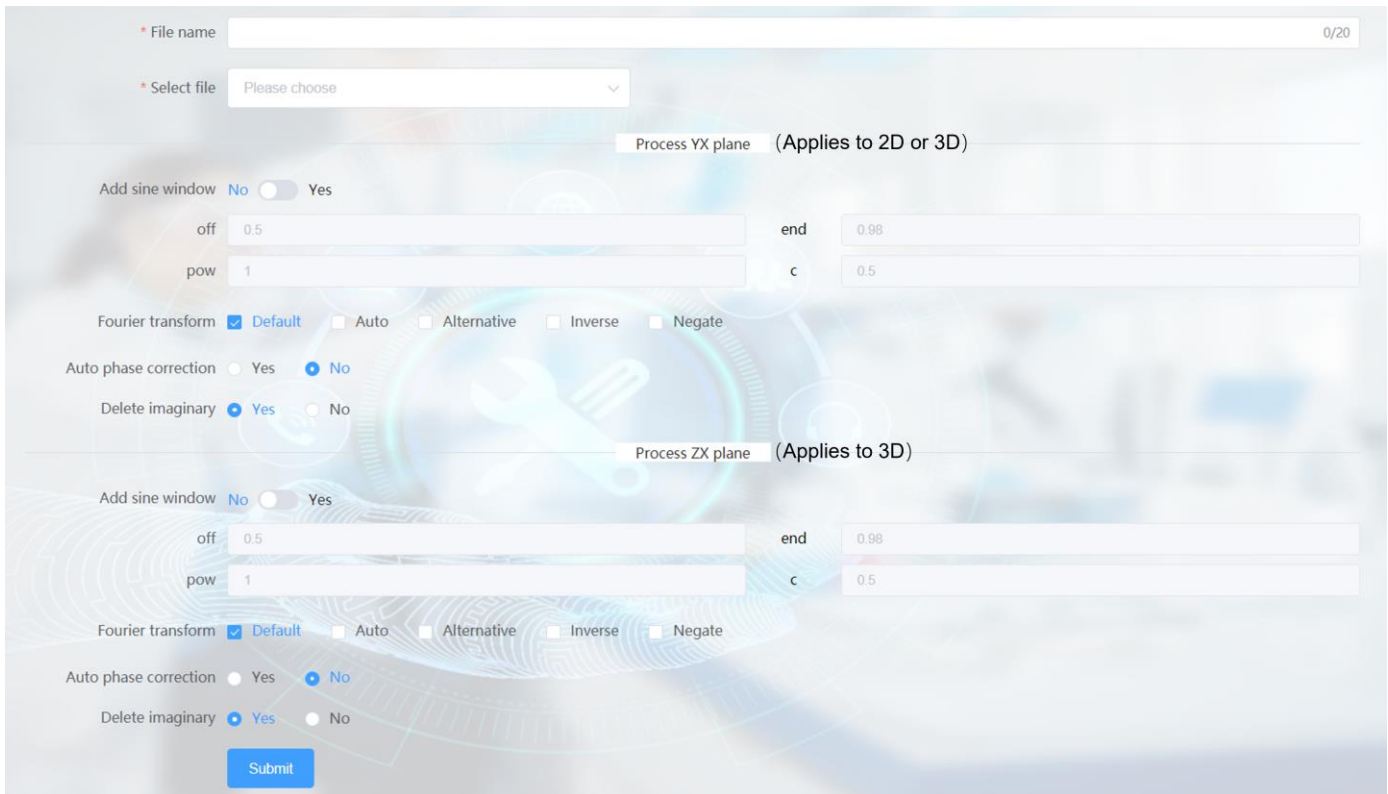 * File name 0/20
* Select file Please choose
Process YX plane (Applies to 2D or 3D)
Add sine window No Yes
off 0.5 end 0.98
pow 1 c 0.5
Fourier transform Default Auto Alternative Inverse Negate
Auto phase correction Yes No
Delete imaginary Yes No
Process ZX plane (Applies to 3D)
Add sine window No Yes
off 0.5 end 0.98
pow 1 c 0.5
Fourier transform Default Auto Alternative Inverse Negate
Auto phase correction Yes No
Delete imaginary Yes No
Submit